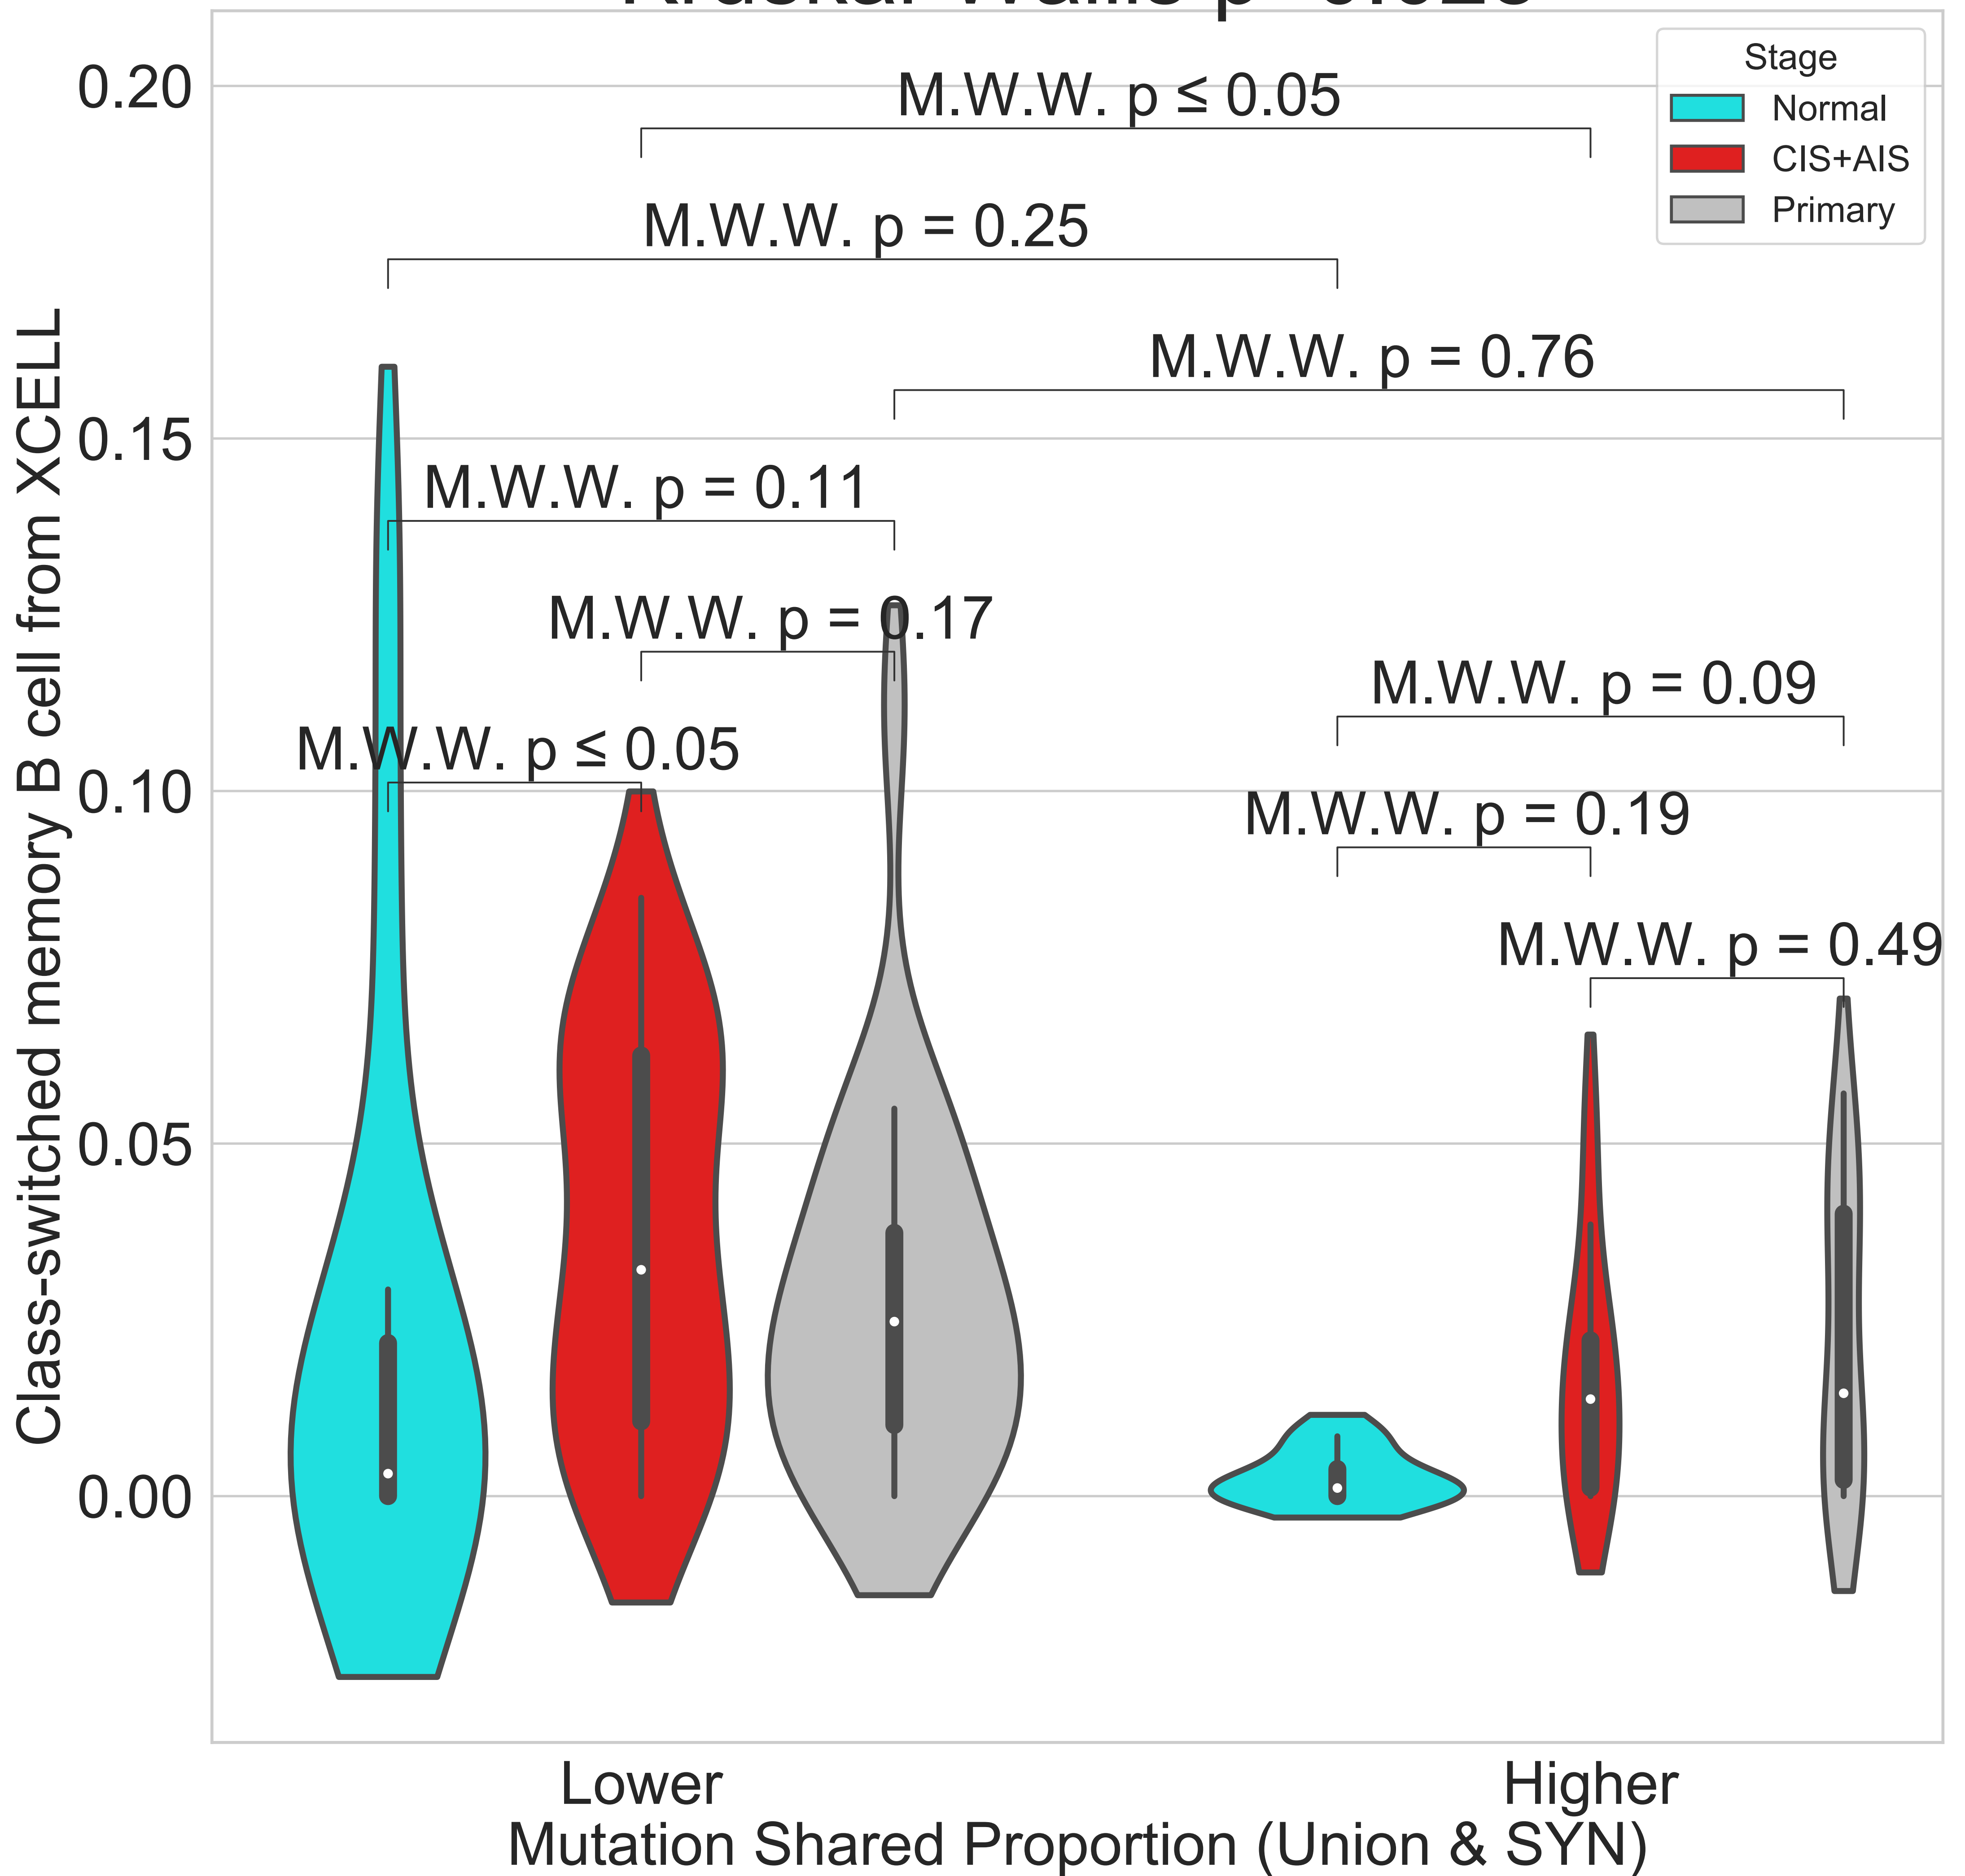 0.20
0.15
0.10
0.05
0.00
Class-switched memory B cell from XCELL
Stage
Normal
CIS+AIS
Primary
M.W.W. p ≤ 0.05
M.W.W. p = 0.25
M.W.W. p = 0.76
M.W.W. p = 0.11
M.W.W. p = 0.17
M.W.W. p ≤ 0.05
M.W.W. p = 0.09
M.W.W. p = 0.19
M.W.W. p = 0.49
Lower
Higher
Mutation Shared Proportion (Union & SYN)